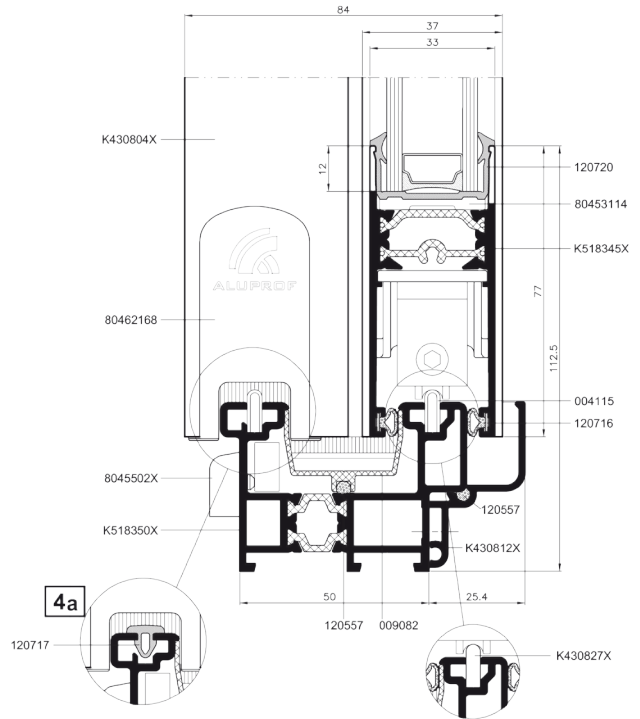 84
37
33
K430804X
12
120720
80453114
ALUPROF
K518345X
77
112.5
80462168
004115
120716
8045502X
120557
K518350X
K430812X
50
25.4
4a
120557
009082
120717
K430827X